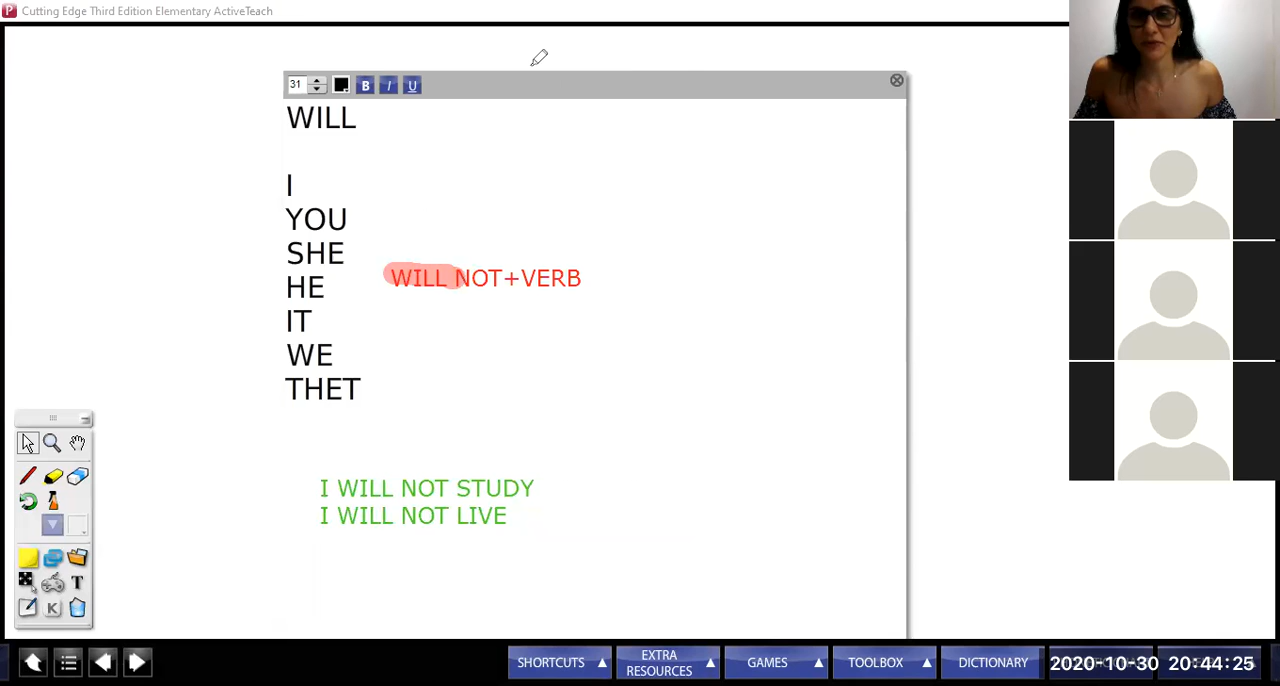 Cutting Edge Third Edition Elementary ActiveTeach
31 B I U
WILL
I
YOU
SHE
HE
WILL NOT+VERB
IT
WE
THET
I WILL NOT STUDY
I WILL NOT LIVE
T
K
SHORTCUTS
EXTRA
RESOURCES
GAMES
TOOLBOX
DICTIONARY
2020-10-30 20:44:25